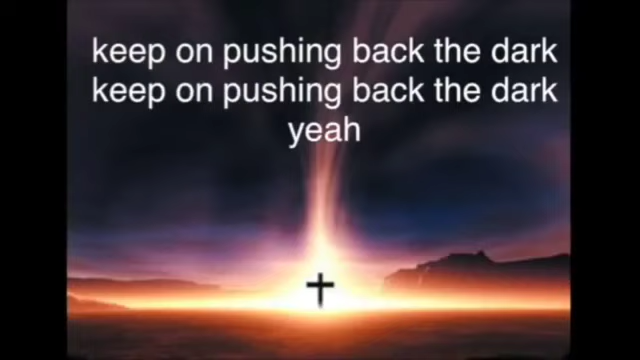 keep on pushing back the dark
keep on pushing back the dark
yeah